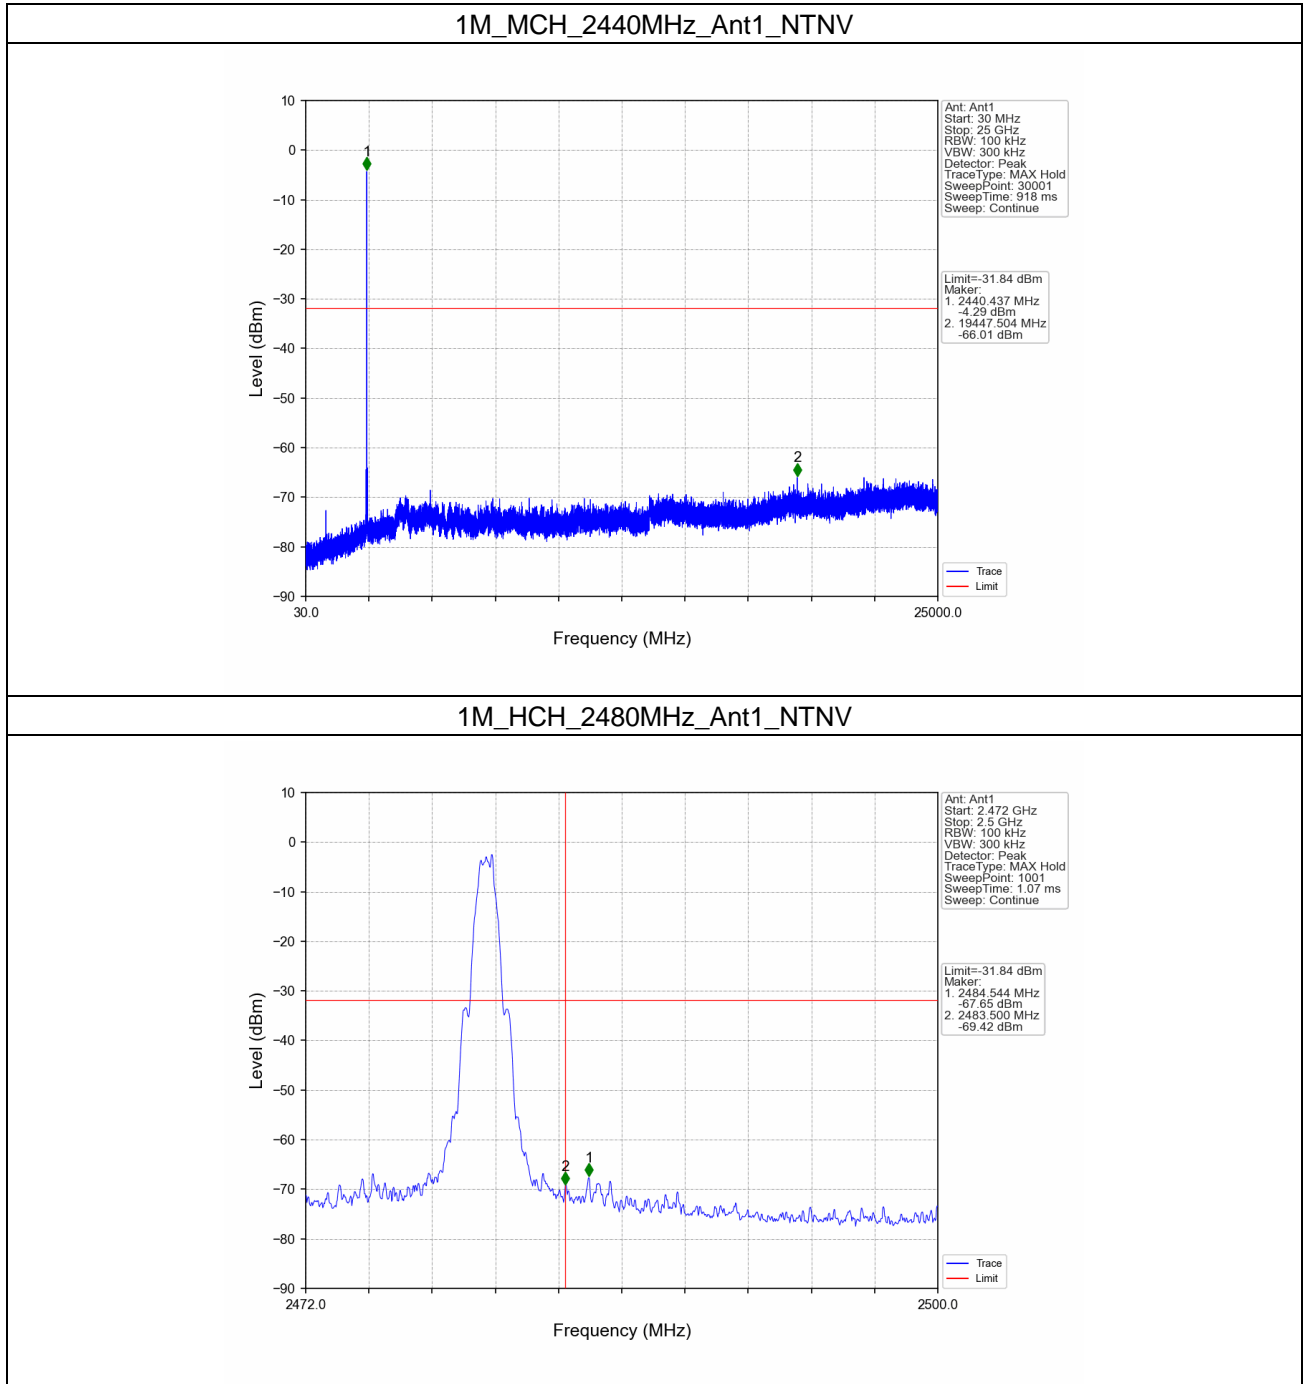 1M_MCH_2440MHz_Ant1_NTNV
10
0
−10
−20
−30
−40
−50
−60
−70
−80
−90
Level (dBm)
1
2
30.0
25000.0
Frequency (MHz)
Ant: Ant1
Start: 30 MHz
Stop: 25 GHz
RBW: 100 kHz
VBW: 300 kHz
Detector: Peak
TraceType: MAX Hold
SweepPoint: 30001
SweepTime: 918 ms
Sweep: Continue
Limit=-31.84 dBm
Maker:
1. 2440.437 MHz
-4.29 dBm
2. 19447.504 MHz
-66.01 dBm
Trace
Limit
1M_HCH_2480MHz_Ant1_NTNV
10
0
−10
−20
−30
−40
−50
−60
−70
−80
−90
Level (dBm)
2
1
2472.0
2500.0
Frequency (MHz)
Ant: Ant1
Start: 2.472 GHz
Stop: 2.5 GHz
RBW: 100 kHz
VBW: 300 kHz
Detector: Peak
TraceType: MAX Hold
SweepPoint: 1001
SweepTime: 1.07 ms
Sweep: Continue
Limit=-31.84 dBm
Maker:
1. 2484.544 MHz
-67.65 dBm
2. 2483.500 MHz
-69.42 dBm
Trace
Limit